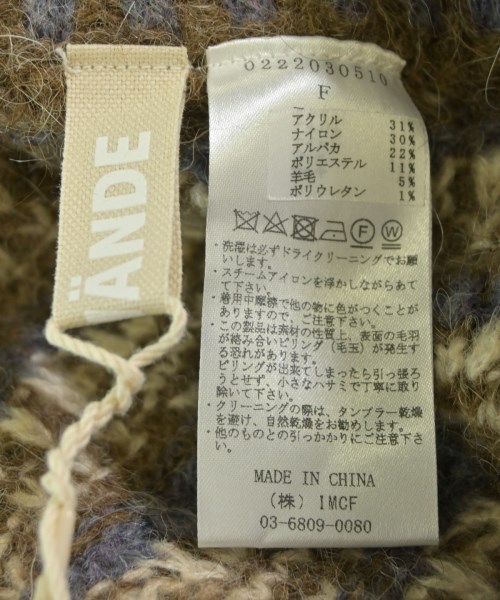 ÄNDE
0222030510
F
アクリル 31%
ナイロン 30%
アルパカ 22%
ポリエステル 11%
羊毛 5%
ポリウレタン 1%
F W
・洗濯は必ずドライクリーニングでお願
いします。
・スチームアイロンを浮かしながらあて
て下さい。
・着用中摩擦で他の物に色がつくことが
ありますので、ご注意下さい。
・この製品は素材の性質上、表面の毛羽
が絡み合いピリング(毛玉)が発生す
る恐れがあります。
ピリングが出来てしまったら引っ張ろ
うとせず、小さなハサミで丁寧に取り
除いて下さい。
・クリーニングの際は、タンブラー乾燥
を避け、自然乾燥をお勧めします。
・他のものとの引っかかりにご注意下さ
い。
MADE IN CHINA
(株) IMCF
03-6809-0080